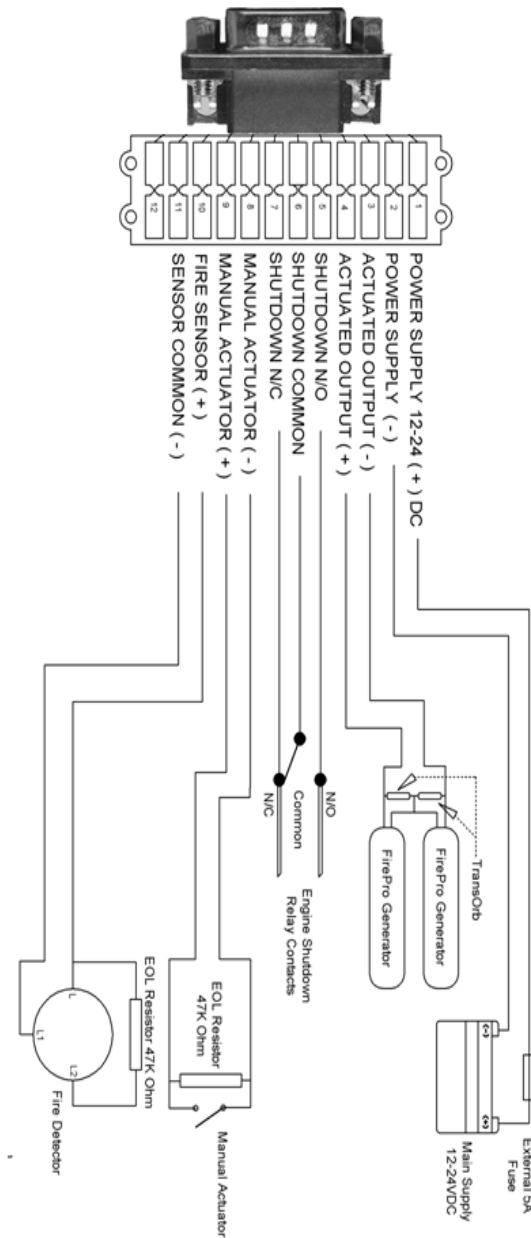 1
2
3
4
5
6
7
8
9
10
11
12
POWER SUPPLY 12-24 ( + ) DC
POWER SUPPLY ( - )
ACTUATED OUTPUT ( - )
ACTUATED OUTPUT ( + )
SHUTDOWN N/O
SHUTDOWN COMMON
SHUTDOWN N/C
MANUAL ACTUATOR ( - )
MANUAL ACTUATOR ( + )
FIRE SENSOR ( + )
SENSOR COMMON ( - )
External 5A
Fuse
(-)
(+)
Main Supply
12-24VDC
TransOrb
FirePro Generator
FirePro Generator
N/O
Common
N/C
Engine Shutdown
Relay Contacts
EOL Resistor
47K Ohm
Manual Actuator
EOL Resistor 47K Ohm
L
L1
L2
Fire Detector